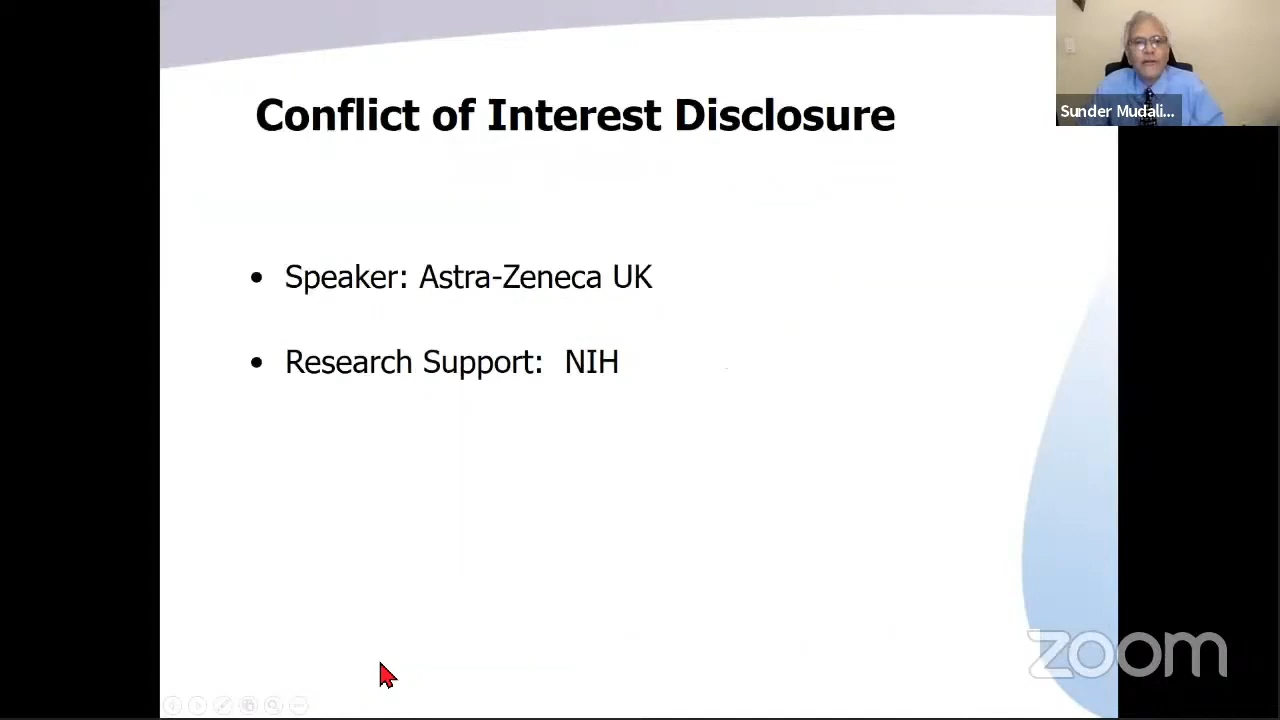 Conflict of Interest Disclosure
Sunder Mudali...
• Speaker: Astra-Zeneca UK
• Research Support: NIH
zoom